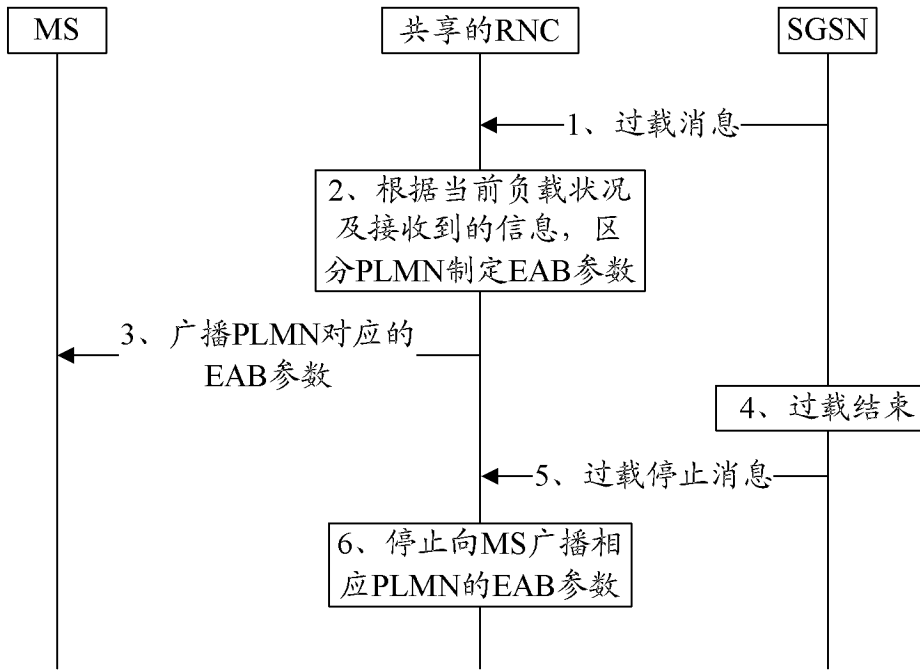 MS
共享的RNC
SGSN
1、过载消息
2、根据当前负载状况
及接收到的信息，区
分PLMN制定EAB参数
3、广播PLMN对应的
EAB参数
4、过载结束
5、过载停止消息
6、停止向MS广播相
应PLMN的EAB参数